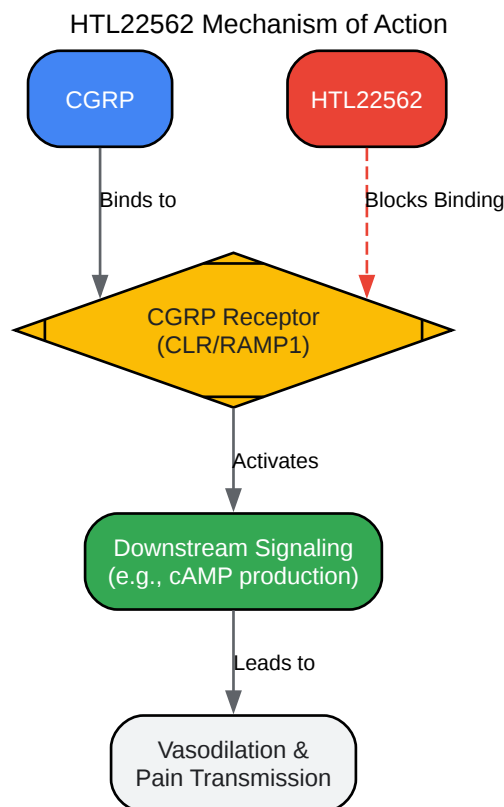 HTL22562 Mechanism of Action
CGRP
HTL22562
Binds to
Blocks Binding
CGRP Receptor
(CLR/RAMP1)
Activates
Downstream Signaling
(e.g., cAMP production)
Leads to
Vasodilation &
Pain Transmission